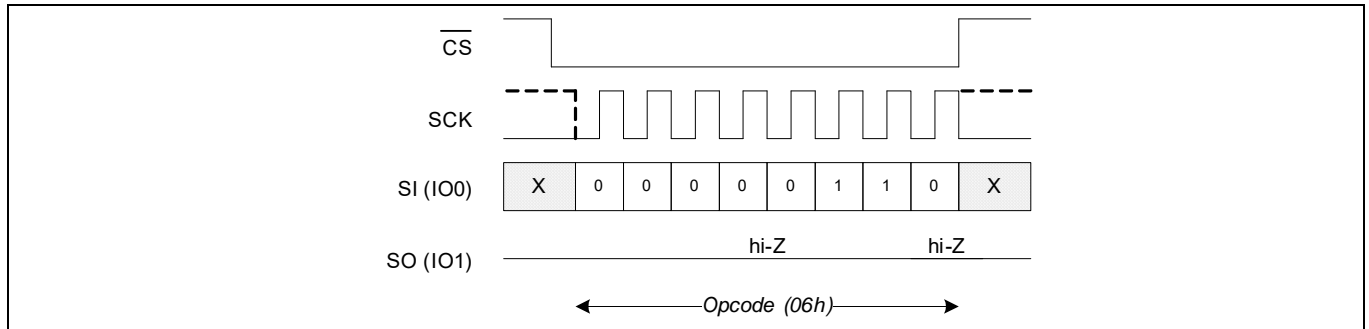 CS
SCK
SI (IO0) X 0 0 0 0 0 1 1 0 X
hi-Z hi-Z
SO (IO1)
Opcode (06h)